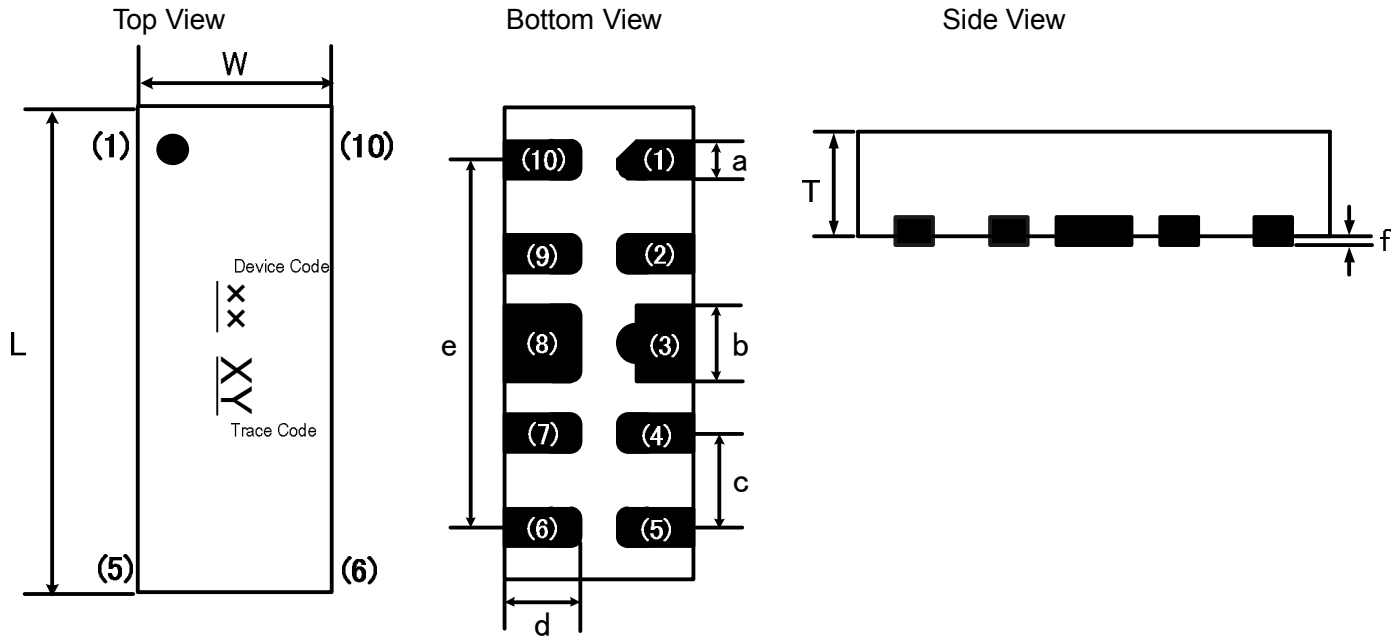 Top View
Bottom View
Side View
W
(1)
(10)
L
Device Code
××
XY
Trace Code
(5)
(6)
(10)
(1)
a
(9)
(2)
e
(8)
(3)
b
(7)
(4)
c
(6)
(5)
d
T
f